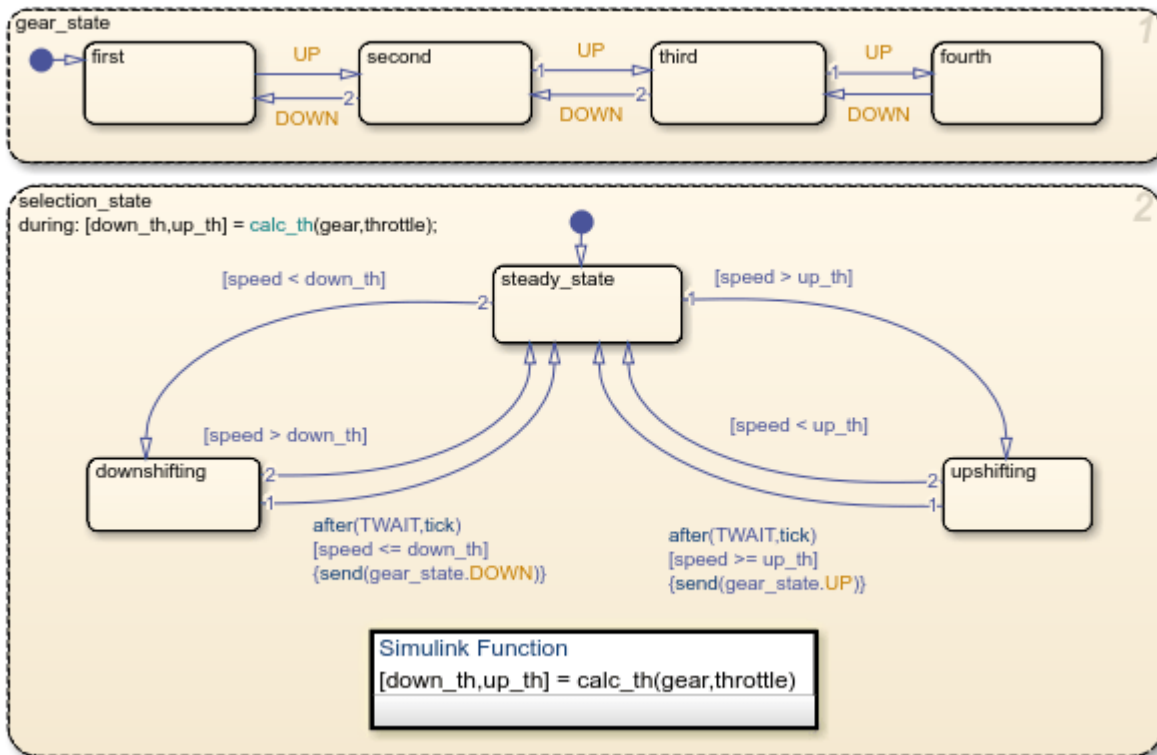 gear_state
1
first
UP
second
UP
third
UP
fourth
1
1
2
2
DOWN
DOWN
DOWN
selection_state
2
during: [down_th,up_th] = calc_th(gear,throttle);
[speed < down_th]
steady_state
[speed > up_th]
2
1
[speed > down_th]
[speed < up_th]
downshifting
2
1
2
1
upshifting
after(TWAIT,tick)
[speed <= down_th]
{send(gear_state.DOWN)}
after(TWAIT,tick)
[speed >= up_th]
{send(gear_state.UP)}
Simulink Function
[down_th,up_th] = calc_th(gear,throttle)